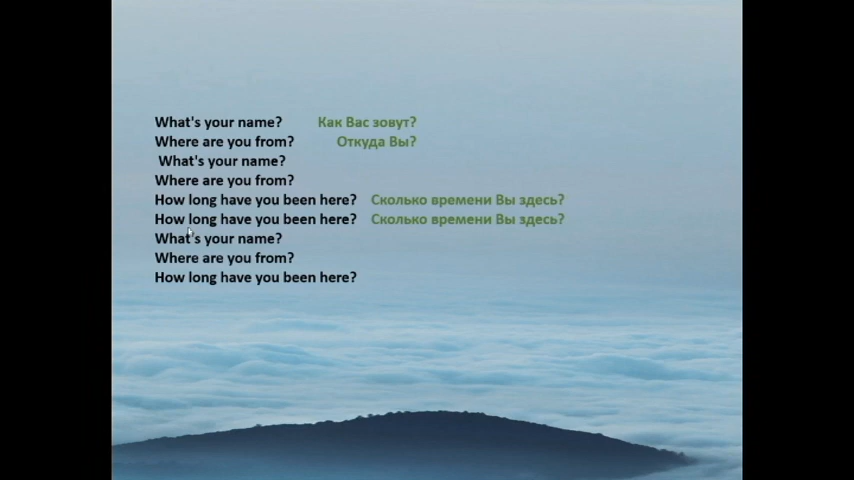 What's your name? Как Вас зовут?
Where are you from? Откуда Вы?
What's your name?
Where are you from?
How long have you been here? Сколько времени Вы здесь?
How long have you been here? Сколько времени Вы здесь?
What's your name?
Where are you from?
How long have you been here?